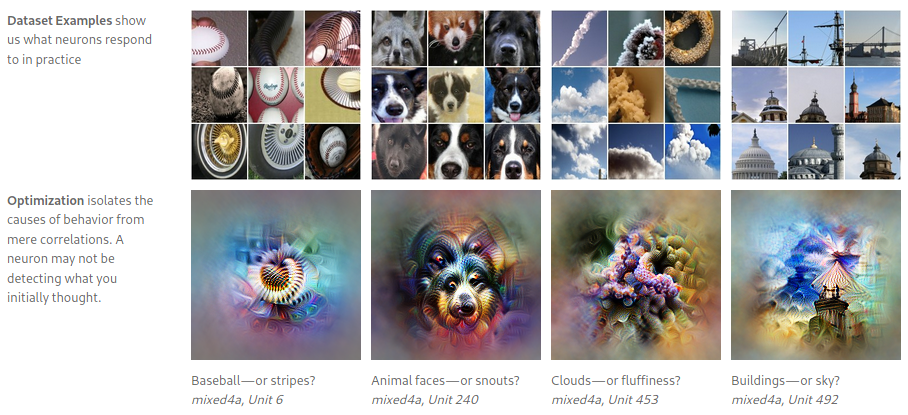 Dataset Examples show
us what neurons respond
to in practice
Optimization isolates the
causes of behavior from
mere correlations. A
neuron may not be
detecting what you
initially thought.
Baseball—or stripes?
mixed4a, Unit 6
Animal faces—or snouts?
mixed4a, Unit 240
Clouds—or fluffiness?
mixed4a, Unit 453
Buildings—or sky?
mixed4a, Unit 492